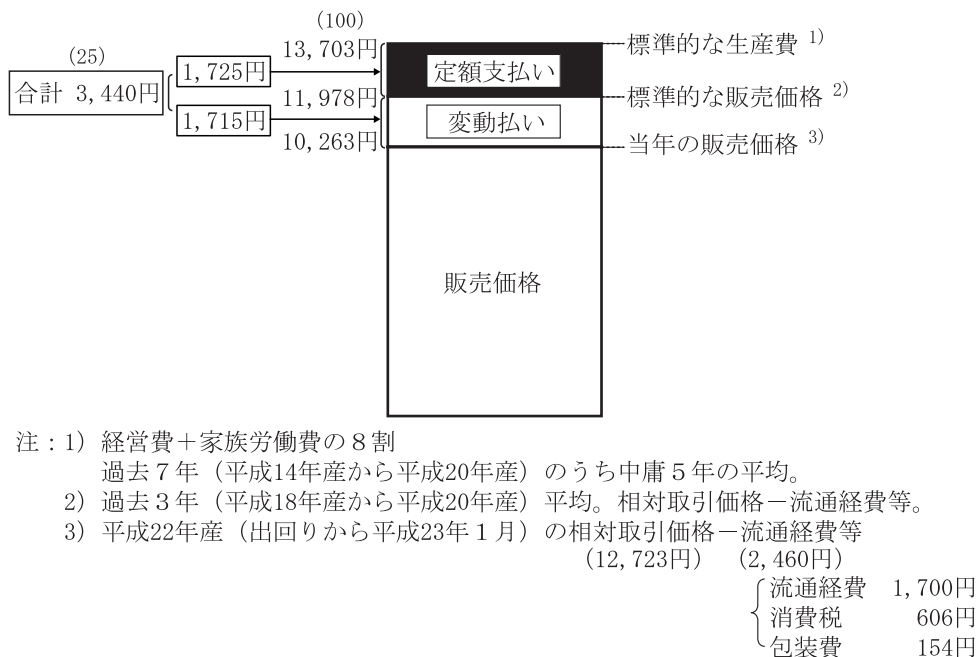 (100)
(25)
13,703円
標準的な生産費 1)
合計 3,440円
1,725円
定額支払い
11,978円
標準的な販売価格 2)
1,715円
変動払い
10,263円
当年の販売価格 3)
販売価格
注：1) 経営費＋家族労働費の８割
過去７年（平成14年産から平成20年産）のうち中庸５年の平均。
2) 過去３年（平成18年産から平成20年産）平均。相対取引価格－流通経費等。
3) 平成22年産（出回りから平成23年１月）の相対取引価格－流通経費等
(12,723円) (2,460円)
流通経費 1,700円
消費税 606円
包装費 154円